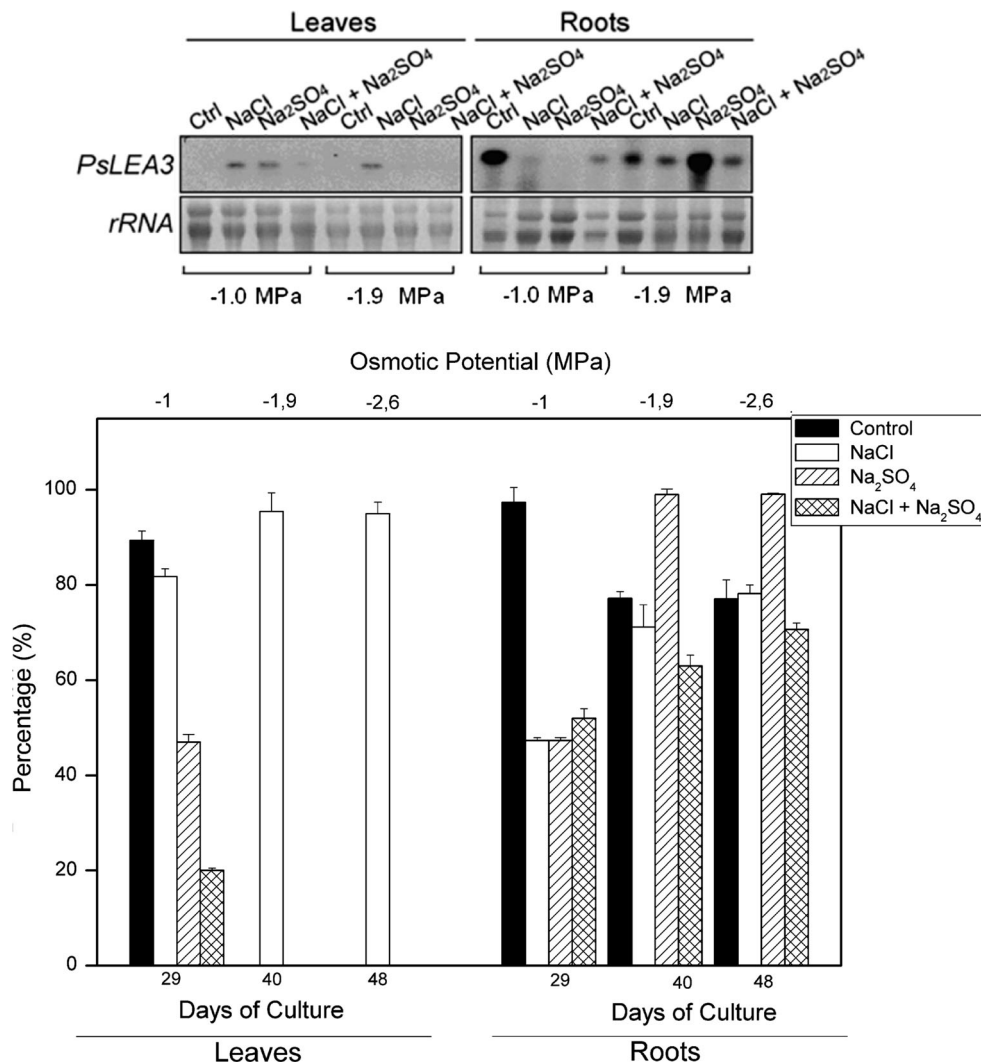 Leaves Roots
Ctrl NaCl Na₂SO₄ NaCl + Na₂SO₄ Ctrl NaCl Na₂SO₄ NaCl + Na₂SO₄ Ctrl NaCl Na₂SO₄ NaCl + Na₂SO₄ Ctrl NaCl Na₂SO₄ NaCl + Na₂SO₄
PsLEA3
rRNA
-1.0 MPa -1.9 MPa -1.0 MPa -1.9 MPa
Osmotic Potential (MPa)
-1 -1,9 -2,6 -1 -1,9 -2,6
Control
NaCl
Na₂SO₄
NaCl + Na₂SO₄
Percentage (%)
100
80
60
40
20
0
29 40 48 29 40 48
Days of Culture Days of Culture
Leaves Roots